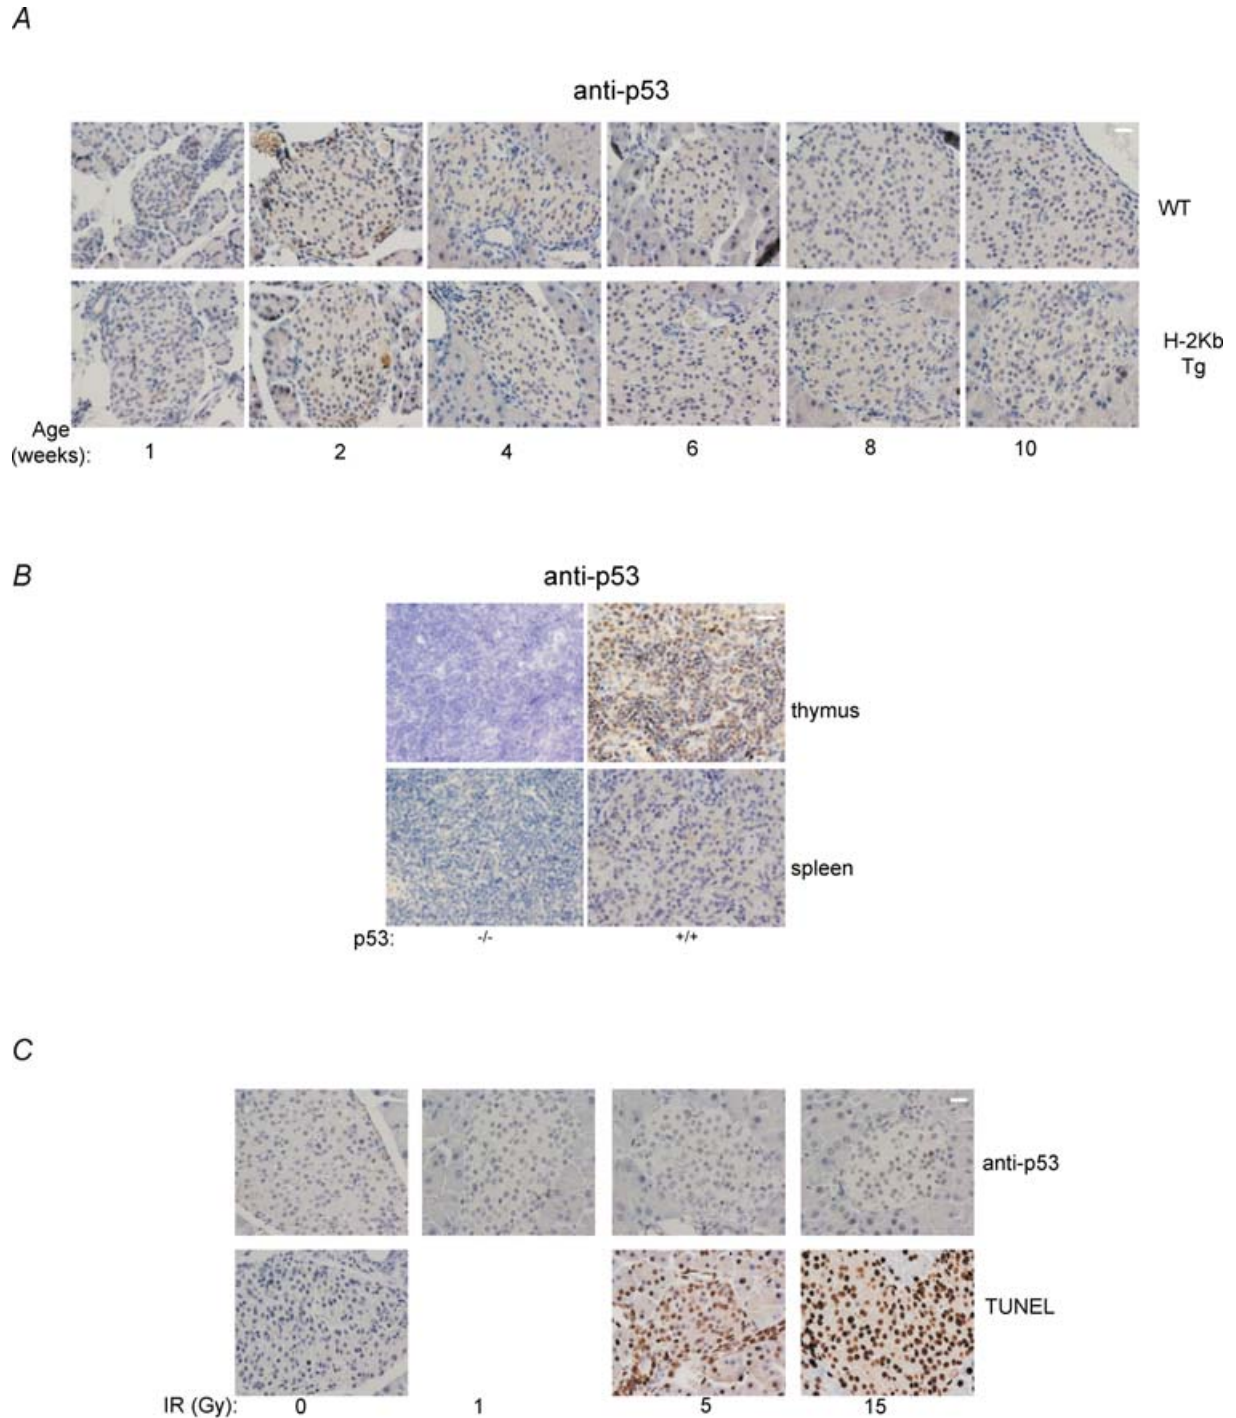 A
anti-p53
WT
H-2Kb
Tg
Age
(weeks):
1 2 4 6 8 10
B
anti-p53
thymus
spleen
p53: -/- +/+
C
anti-p53
TUNEL
IR (Gy): 0 1 5 15